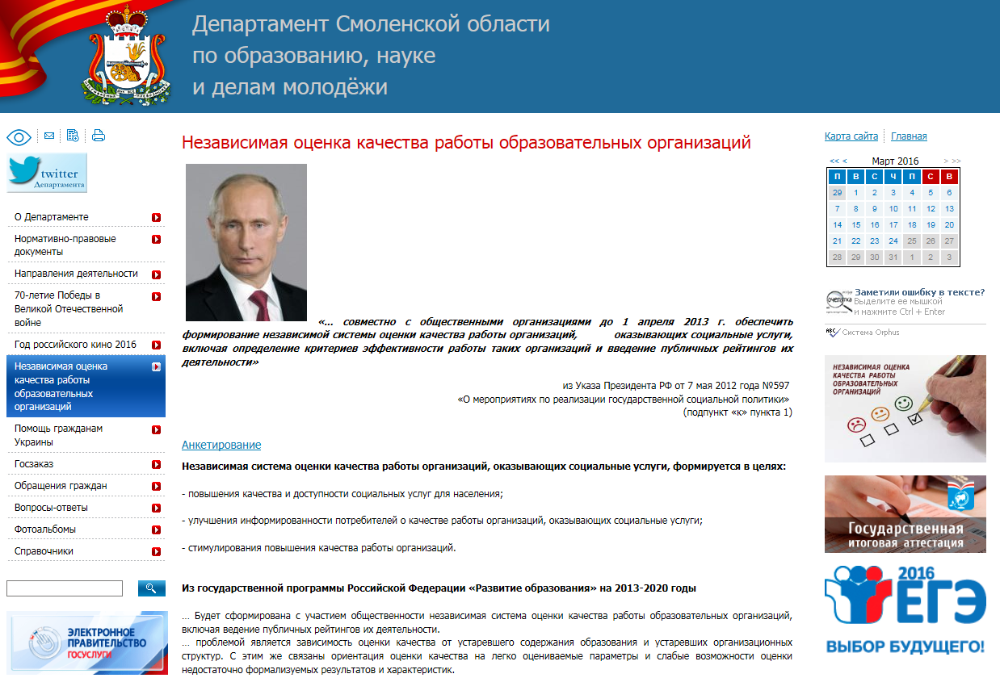 Департамент Смоленской области
по образованию, науке
и делам молодёжи
twitter
Департамента
О Департаменте
Нормативно-правовые
документы
Направления деятельности
70-летие Победы в
Великой Отечественной
войне
Год российского кино 2016
Независимая оценка
качества работы
образовательных
организаций
Помощь гражданам
Украины
Госзаказ
Обращения граждан
Вопросы-ответы
Фотоальбомы
Справочники
ЭЛЕКТРОННОЕ
ПРАВИТЕЛЬСТВО
ГОСУСЛУГИ
Независимая оценка качества работы образовательных организаций
«... совместно с общественными организациями до 1 апреля 2013 г. обеспечить
формирование независимой системы оценки качества работы организаций, оказывающих социальные услуги,
включая определение критериев эффективности работы таких организаций и введение публичных рейтингов их
деятельности»
из Указа Президента РФ от 7 мая 2012 года №597
«О мероприятиях по реализации государственной социальной политики»
(подпункт «к» пункта 1)
Анкетирование
Независимая система оценки качества работы организаций, оказывающих социальные услуги, формируется в целях:
- повышения качества и доступности социальных услуг для населения;
- улучшения информированности потребителей о качестве работы организаций, оказывающих социальные услуги;
- стимулирования повышения качества работы организаций.
Из государственной программы Российской Федерации «Развитие образования» на 2013-2020 годы
... Будет сформирована с участием общественности независимая система оценки качества работы образовательных организаций,
включая ведение публичных рейтингов их деятельности.
... проблемой является зависимость оценки качества от устаревшего содержания образования и устаревших организационных
структур. С этим же связаны ориентация оценки качества на легко оцениваемые параметры и слабые возможности оценки
недостаточно формализуемых результатов и характеристик.
Карта сайта Главная
<< < Март 2016 > >>
П В С Ч П С В
29 1 2 3 4 5 6
7 8 9 10 11 12 13
14 15 16 17 18 19 20
21 22 23 24 25 26 27
28 29 30 31 1 2 3
опечатка
Заметили ошибку в тексте?
Выделите ее мышкой
и нажмите Ctrl + Enter
ABC Система Orphus
НЕЗАВИСИМАЯ ОЦЕНКА
КАЧЕСТВА РАБОТЫ
ОБРАЗОВАТЕЛЬНЫХ
ОРГАНИЗАЦИЙ
Государственная
итоговая аттестация
2016
ЕГЭ
ВЫБОР БУДУЩЕГО!